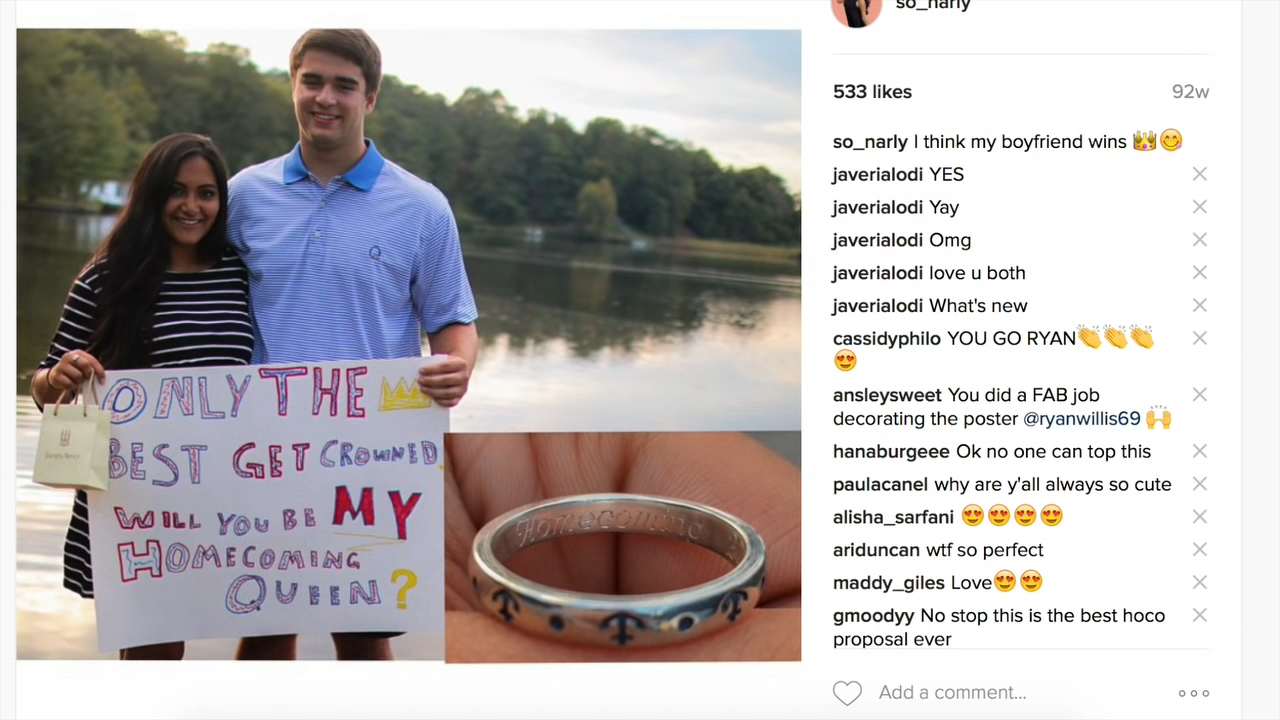 so_narly
533 likes
92w
so_narly I think my boyfriend wins 👑😋
javerialodi YES
javerialodi Yay
javerialodi Omg
javerialodi love u both
javerialodi What's new
cassidyphilo YOU GO RYAN👏👏👏
😍
ansleysweet You did a FAB job
decorating the poster @ryanwillis69 🙌
hanaburgeee Ok no one can top this
paulacanel why are y'all always so cute
alisha_sarfani 😍😍😍😍
ariduncan wtf so perfect
maddy_giles Love😍😍
gmoodyy No stop this is the best hoco
proposal ever
Add a comment...
ONLY THE
BEST GET CROWNED
WILL YOU BE MY
HOMECOMING
QUEEN?
James Avery
Homecoming